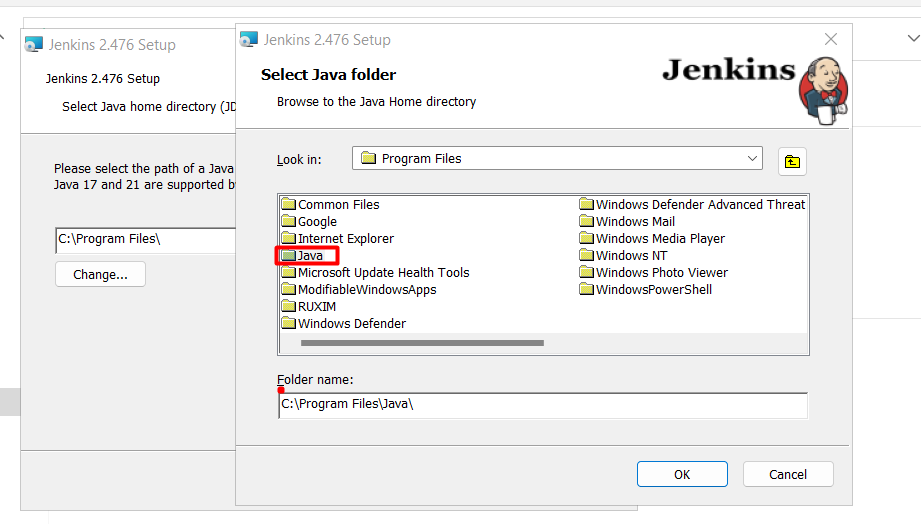 Jenkins 2.476 Setup
Jenkins 2.476 Setup
Select Java home directory (JD
Please select the path of a Java
Java 17 and 21 are supported b
C:\Program Files\
Change...
Jenkins 2.476 Setup
Select Java folder
Browse to the Java Home directory
Jenkins
Look in:
Program Files
Common Files
Google
Internet Explorer
Java
Microsoft Update Health Tools
ModifiableWindowsApps
RUXIM
Windows Defender
Windows Defender Advanced Threat
Windows Mail
Windows Media Player
Windows NT
Windows Photo Viewer
WindowsPowerShell
Folder name:
C:\Program Files\Java\
OK
Cancel